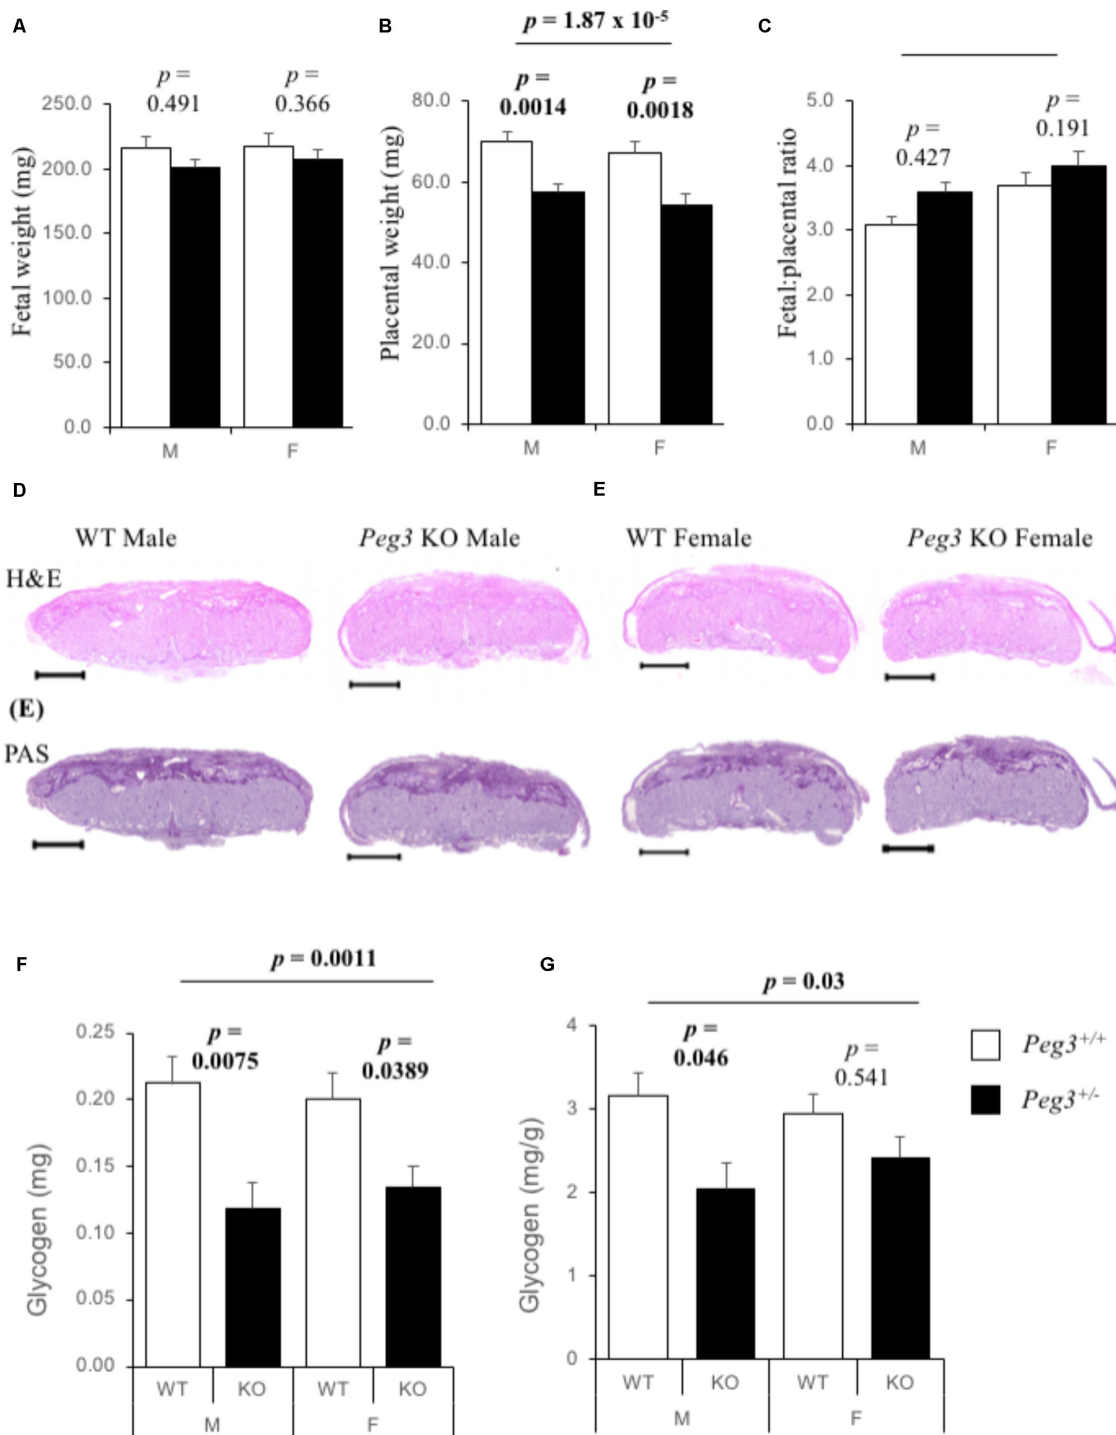 A
p =
0.491
p =
0.366
250.0
200.0
150.0
100.0
50.0
0.0
Fetal weight (mg)
M
F
B
p = 1.87 x 10-5
p =
0.0014
p =
0.0018
80.0
60.0
40.0
20.0
0.0
Placental weight (mg)
M
F
C
p =
0.427
p =
0.191
5.0
4.0
3.0
2.0
1.0
0.0
Fetal:placental ratio
M
F
D
E
WT Male
Peg3 KO Male
WT Female
Peg3 KO Female
H&E
(E)
PAS
F
p = 0.0011
p =
0.0075
p =
0.0389
0.25
0.20
0.15
0.10
0.05
0.00
Glycogen (mg)
WT
KO
WT
KO
M
F
G
p = 0.03
p =
0.046
p =
0.541
4
3
2
1
0
Glycogen (mg/g)
WT
KO
WT
KO
M
F
Peg3+/+
Peg3+/-